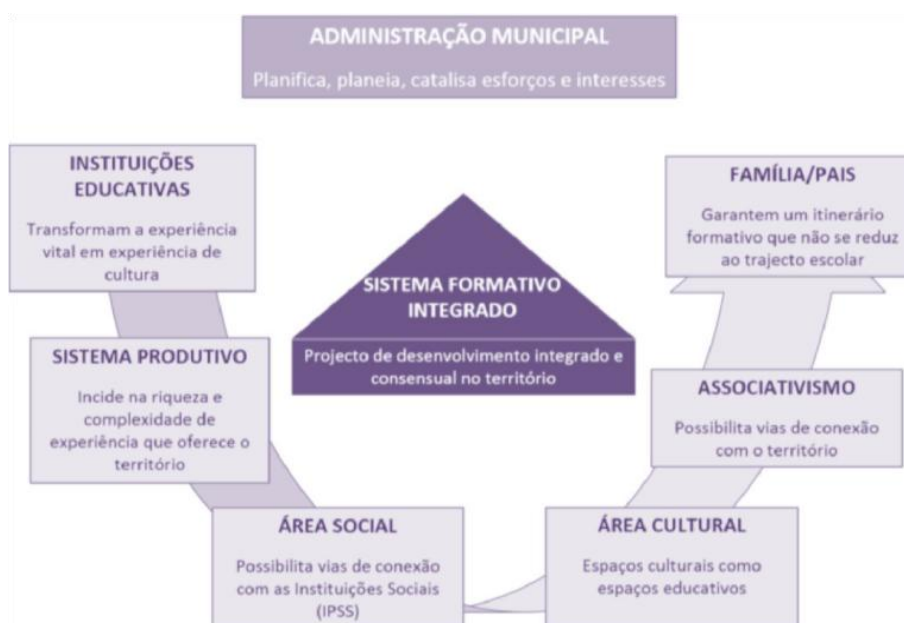 ADMINISTRAÇÃO MUNICIPAL
Planifica, planeia, catalisa esforços e interesses
INSTITUIÇÕES
EDUCATIVAS
Transformam a experiência
vital em experiência de
cultura
FAMÍLIA/PAIS
Garantem um itinerário
formativo que não se reduz
ao trajecto escolar
SISTEMA FORMATIVO
INTEGRADO
Projecto de desenvolvimento integrado e
consensual no território
SISTEMA PRODUTIVO
Incide na riqueza e
complexidade de
experiência que oferece o
território
ASSOCIATIVISMO
Possibilita vias de conexão
com o território
ÁREA SOCIAL
Possibilita vias de conexão
com as Instituições Sociais
(IPSS)
ÁREA CULTURAL
Espaços culturais como
espaços educativos